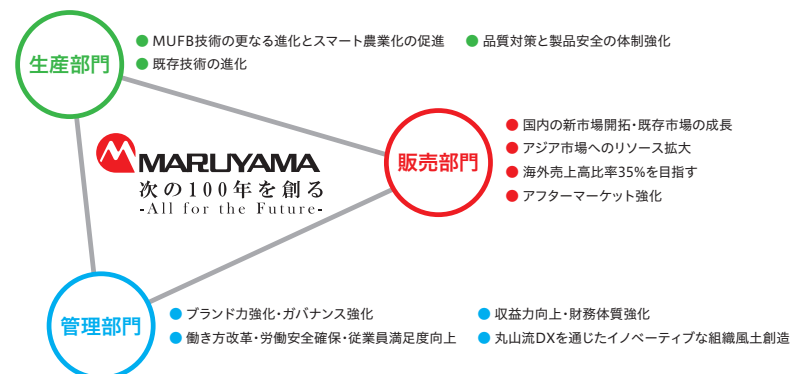 生産部門
● MUFB技術の更なる進化とスマート農業化の促進
● 品質対策と製品安全の体制強化
● 既存技術の進化
MARUYAMA
次の100年を創る
-All for the Future-
販売部門
● 国内の新市場開拓・既存市場の成長
● アジア市場へのリソース拡大
● 海外売上高比率35%を目指す
● アフターマーケット強化
管理部門
● ブランド力強化・ガバナンス強化
● 収益力向上・財務体質強化
● 働き方改革・労働安全確保・従業員満足度向上
● 丸山流DXを通じたイノベーティブな組織風土創造